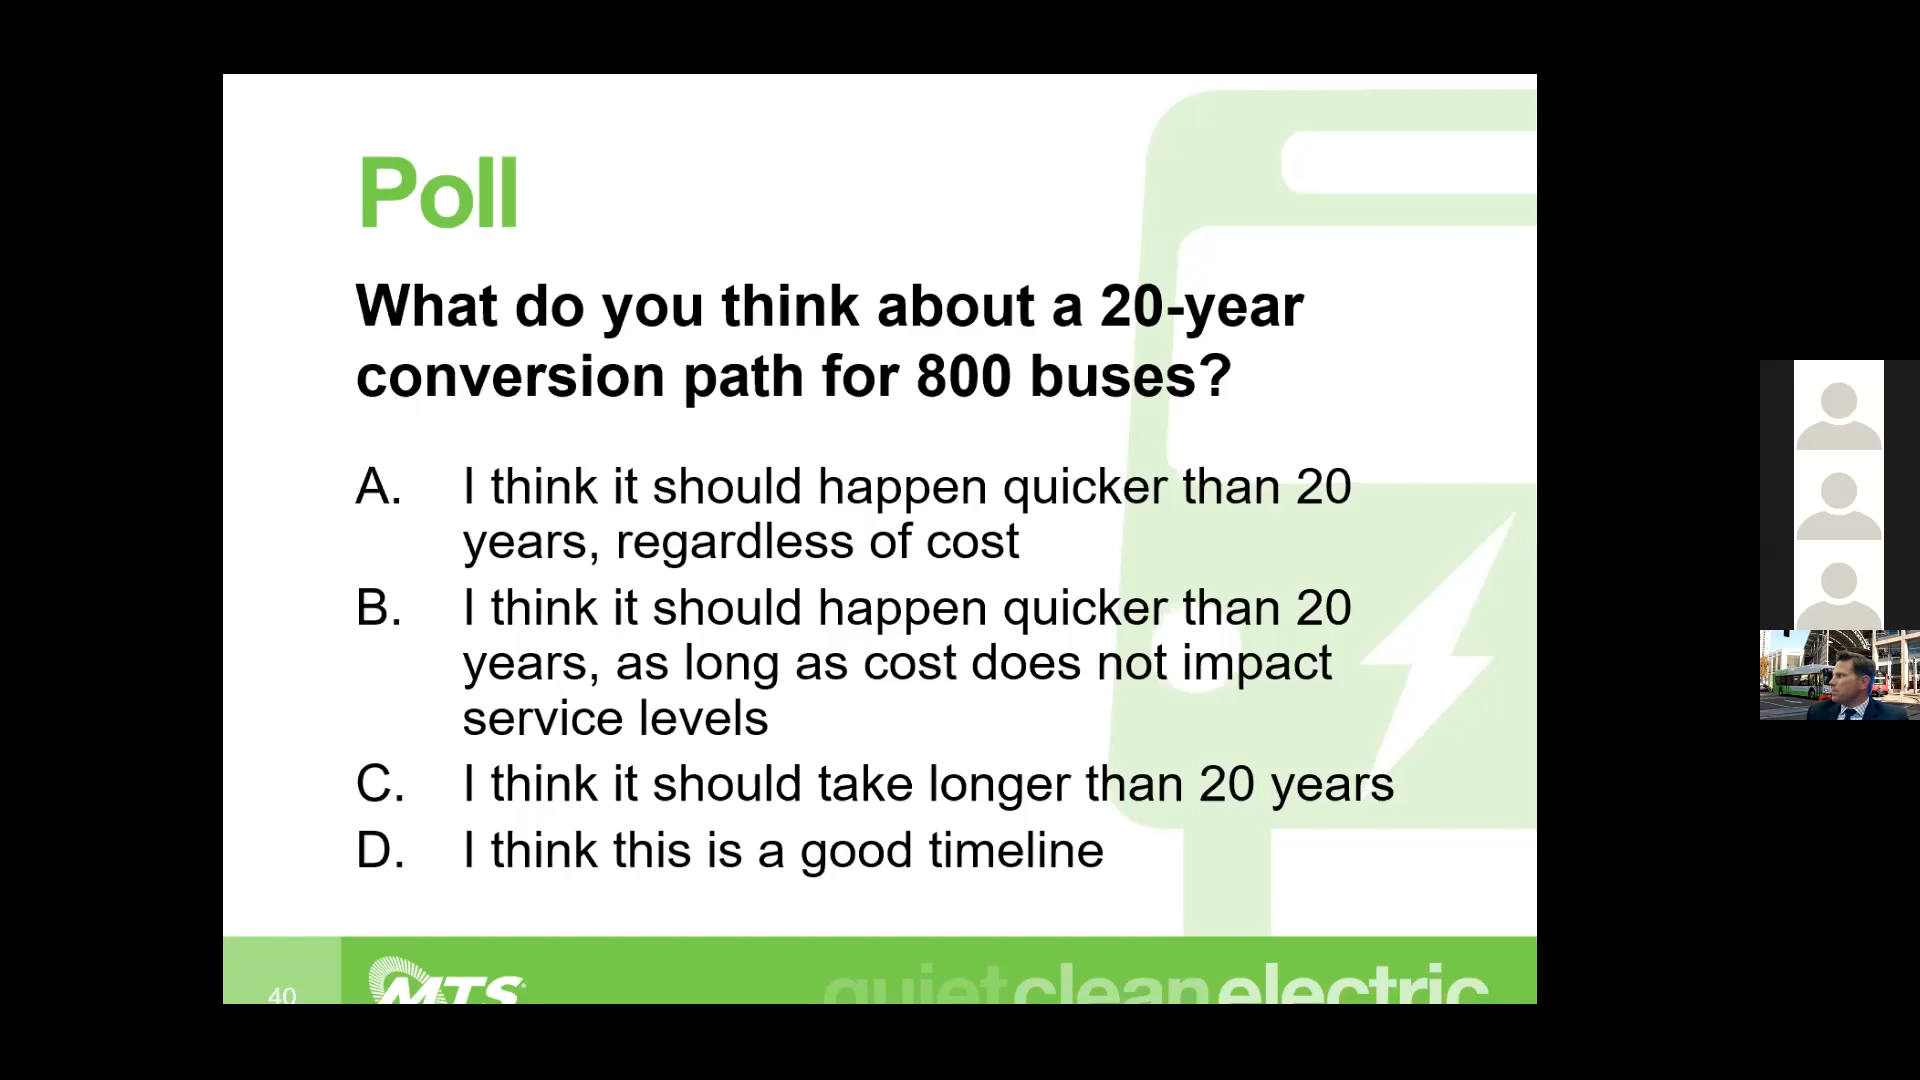 Poll
What do you think about a 20-year
conversion path for 800 buses?
A. I think it should happen quicker than 20
years, regardless of cost
B. I think it should happen quicker than 20
years, as long as cost does not impact
service levels
C. I think it should take longer than 20 years
D. I think this is a good timeline
40 MTS quietcleanelectric